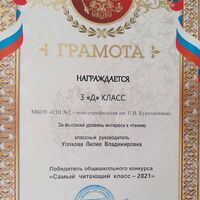 ГРАМОТА
НАГРАЖДАЕТСЯ
3 «Д» КЛАСС
МБОУ «СШ №2 – многопрофильная им. Е.И. Куропаткина»
За высокий уровень интереса к чтению
классный руководитель
Улокова Лилия Владимировна
Победитель общешкольного конкурса
«Самый читающий класс – 2021»